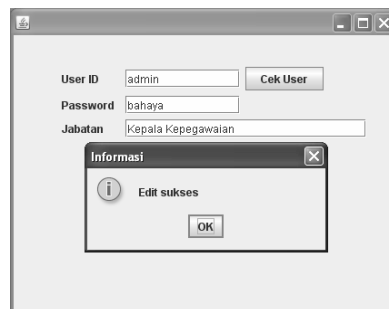 User ID admin Cek User
Password bahaya
Jabatan Kepala Kepegawaian
Informasi
Edit sukses
OK